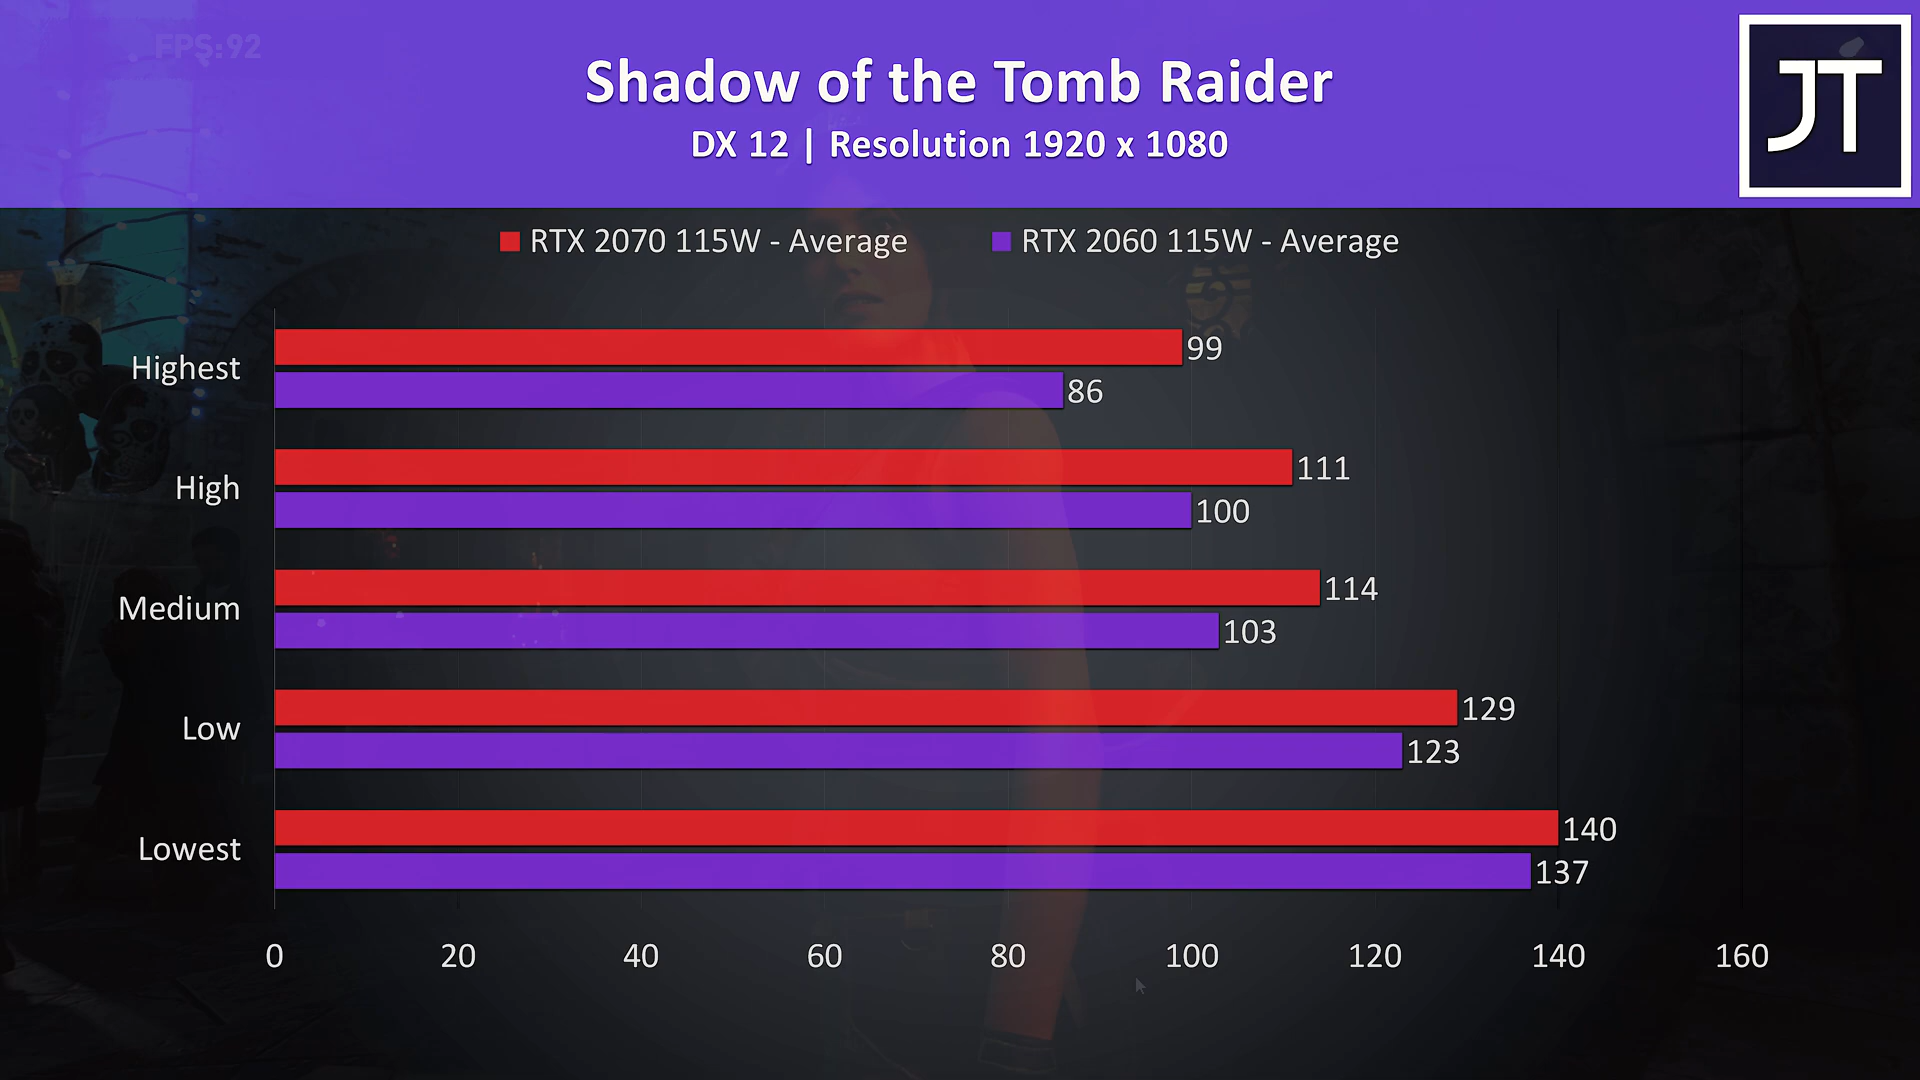 FPS:92
Shadow of the Tomb Raider
DX 12 | Resolution 1920 x 1080
JT
RTX 2070 115W - Average
RTX 2060 115W - Average
Highest
99
86
High
111
100
Medium
114
103
Low
129
123
Lowest
140
137
0 20 40 60 80 100 120 140 160